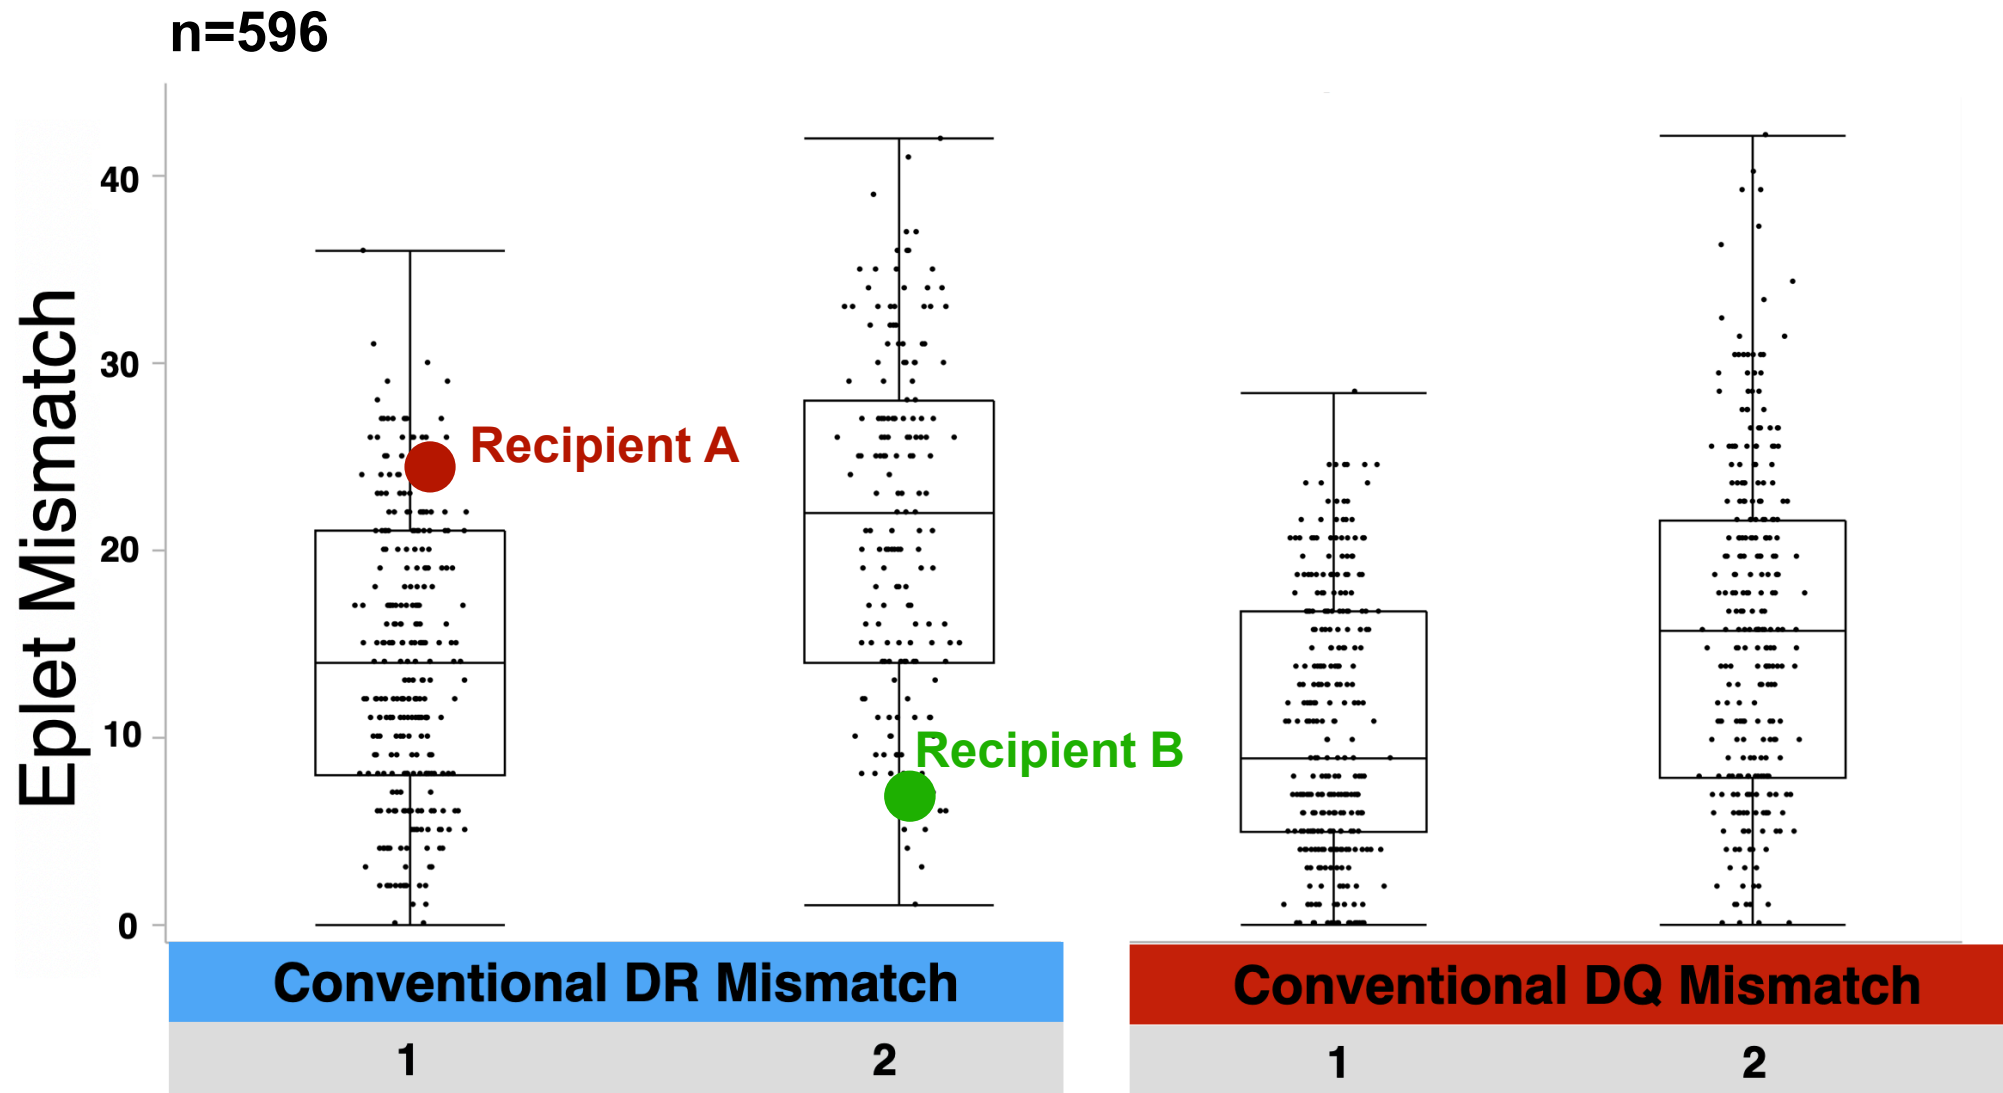 n=596
Eplet Mismatch
40
30
20
10
0
Recipient A
Recipient B
Conventional DR Mismatch
1 2
Conventional DQ Mismatch
1 2